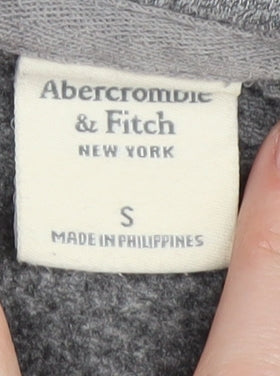 Abercrombie
& Fitch
NEW YORK
S
MADE IN PHILIPPINES